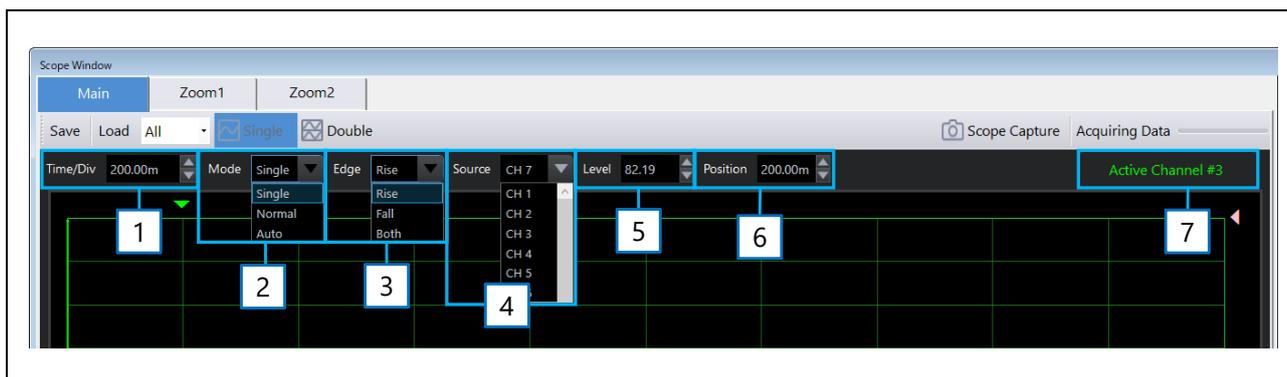 Scope Window
Main Zoom1 Zoom2
Save Load All Single Double Scope Capture Acquiring Data
Time/Div 200.00m Mode Single Edge Rise Source CH 7 Level 82.19 Position 200.00m Active Channel #3
Single Rise CH 1
Normal Fall CH 2
Auto Both CH 3
CH 4
CH 5
1 2 3 4 5 6 7